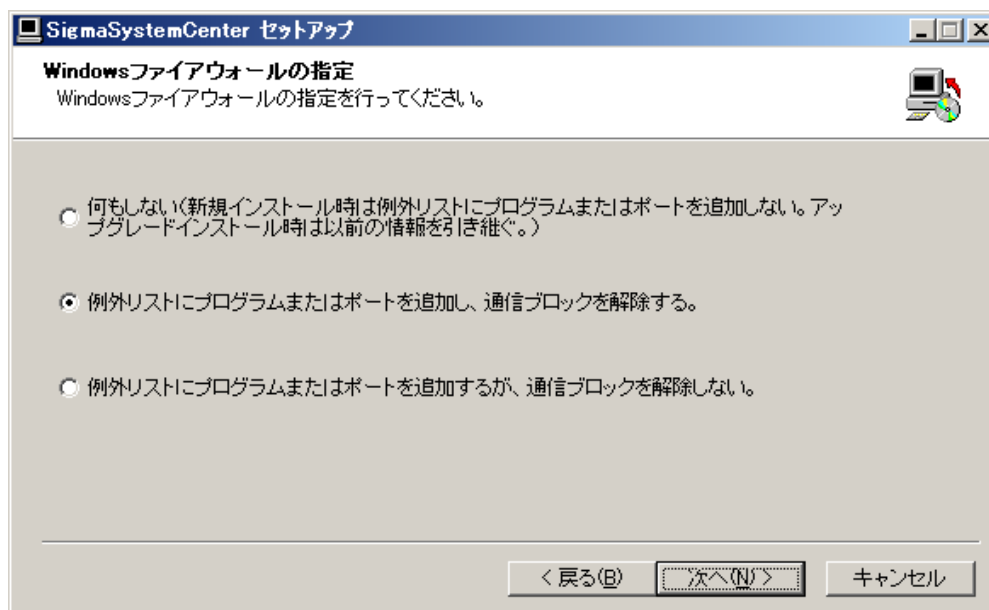 SigmaSystemCenter セットアップ
Windowsファイアウォールの指定
Windowsファイアウォールの指定を行ってください。
何もしない(新規インストール時は例外リストにプログラムまたはポートを追加しない。アッ
プグレードインストール時は以前の情報を引き継ぐ。)
例外リストにプログラムまたはポートを追加し、通信ブロックを解除する。
例外リストにプログラムまたはポートを追加するが、通信ブロックを解除しない。
< 戻る(B)
次へ(N) >
キャンセル